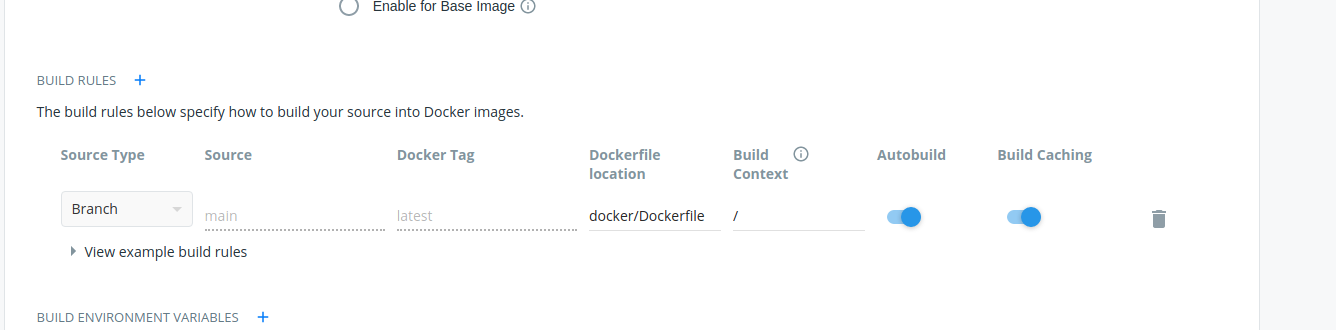 Enable for Base Image
BUILD RULES +
The build rules below specify how to build your source into Docker images.
Source Type Source Docker Tag Dockerfile location Build Context Autobuild Build Caching
Branch main latest docker/Dockerfile /
View example build rules
BUILD ENVIRONMENT VARIABLES +